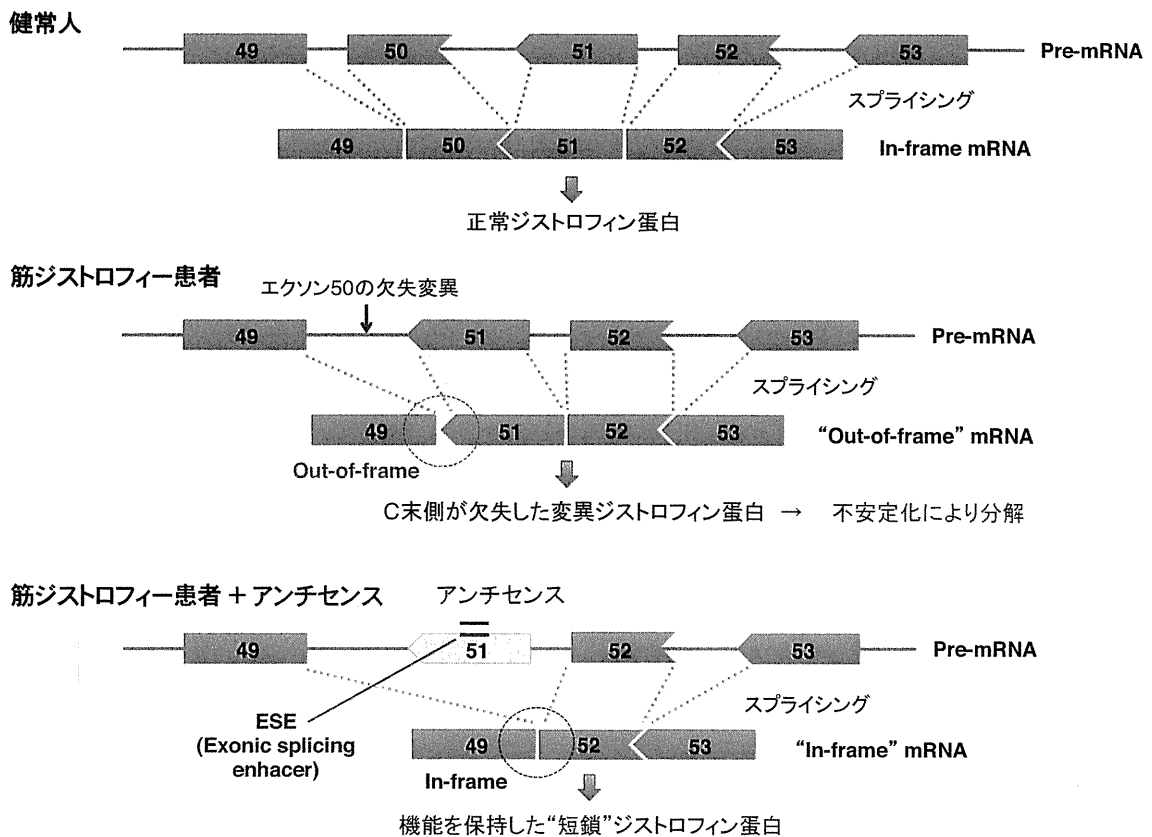 健常人
49 50 51 52 53 Pre-mRNA
スプライシング
49 50 51 52 53 In-frame mRNA
正常ジストロフィン蛋白
筋ジストロフィー患者
エクソン50の欠失変異
49 51 52 53 Pre-mRNA
スプライシング
49 51 52 53 “Out-of-frame” mRNA
Out-of-frame
C末側が欠失した変異ジストロフィン蛋白 → 不安定化により分解
筋ジストロフィー患者 + アンチセンス アンチセンス
49 51 52 53 Pre-mRNA
スプライシング
ESE
(Exonic splicing
enhacer)
49 52 53 “In-frame” mRNA
In-frame
機能を保持した“短鎖”ジストロフィン蛋白